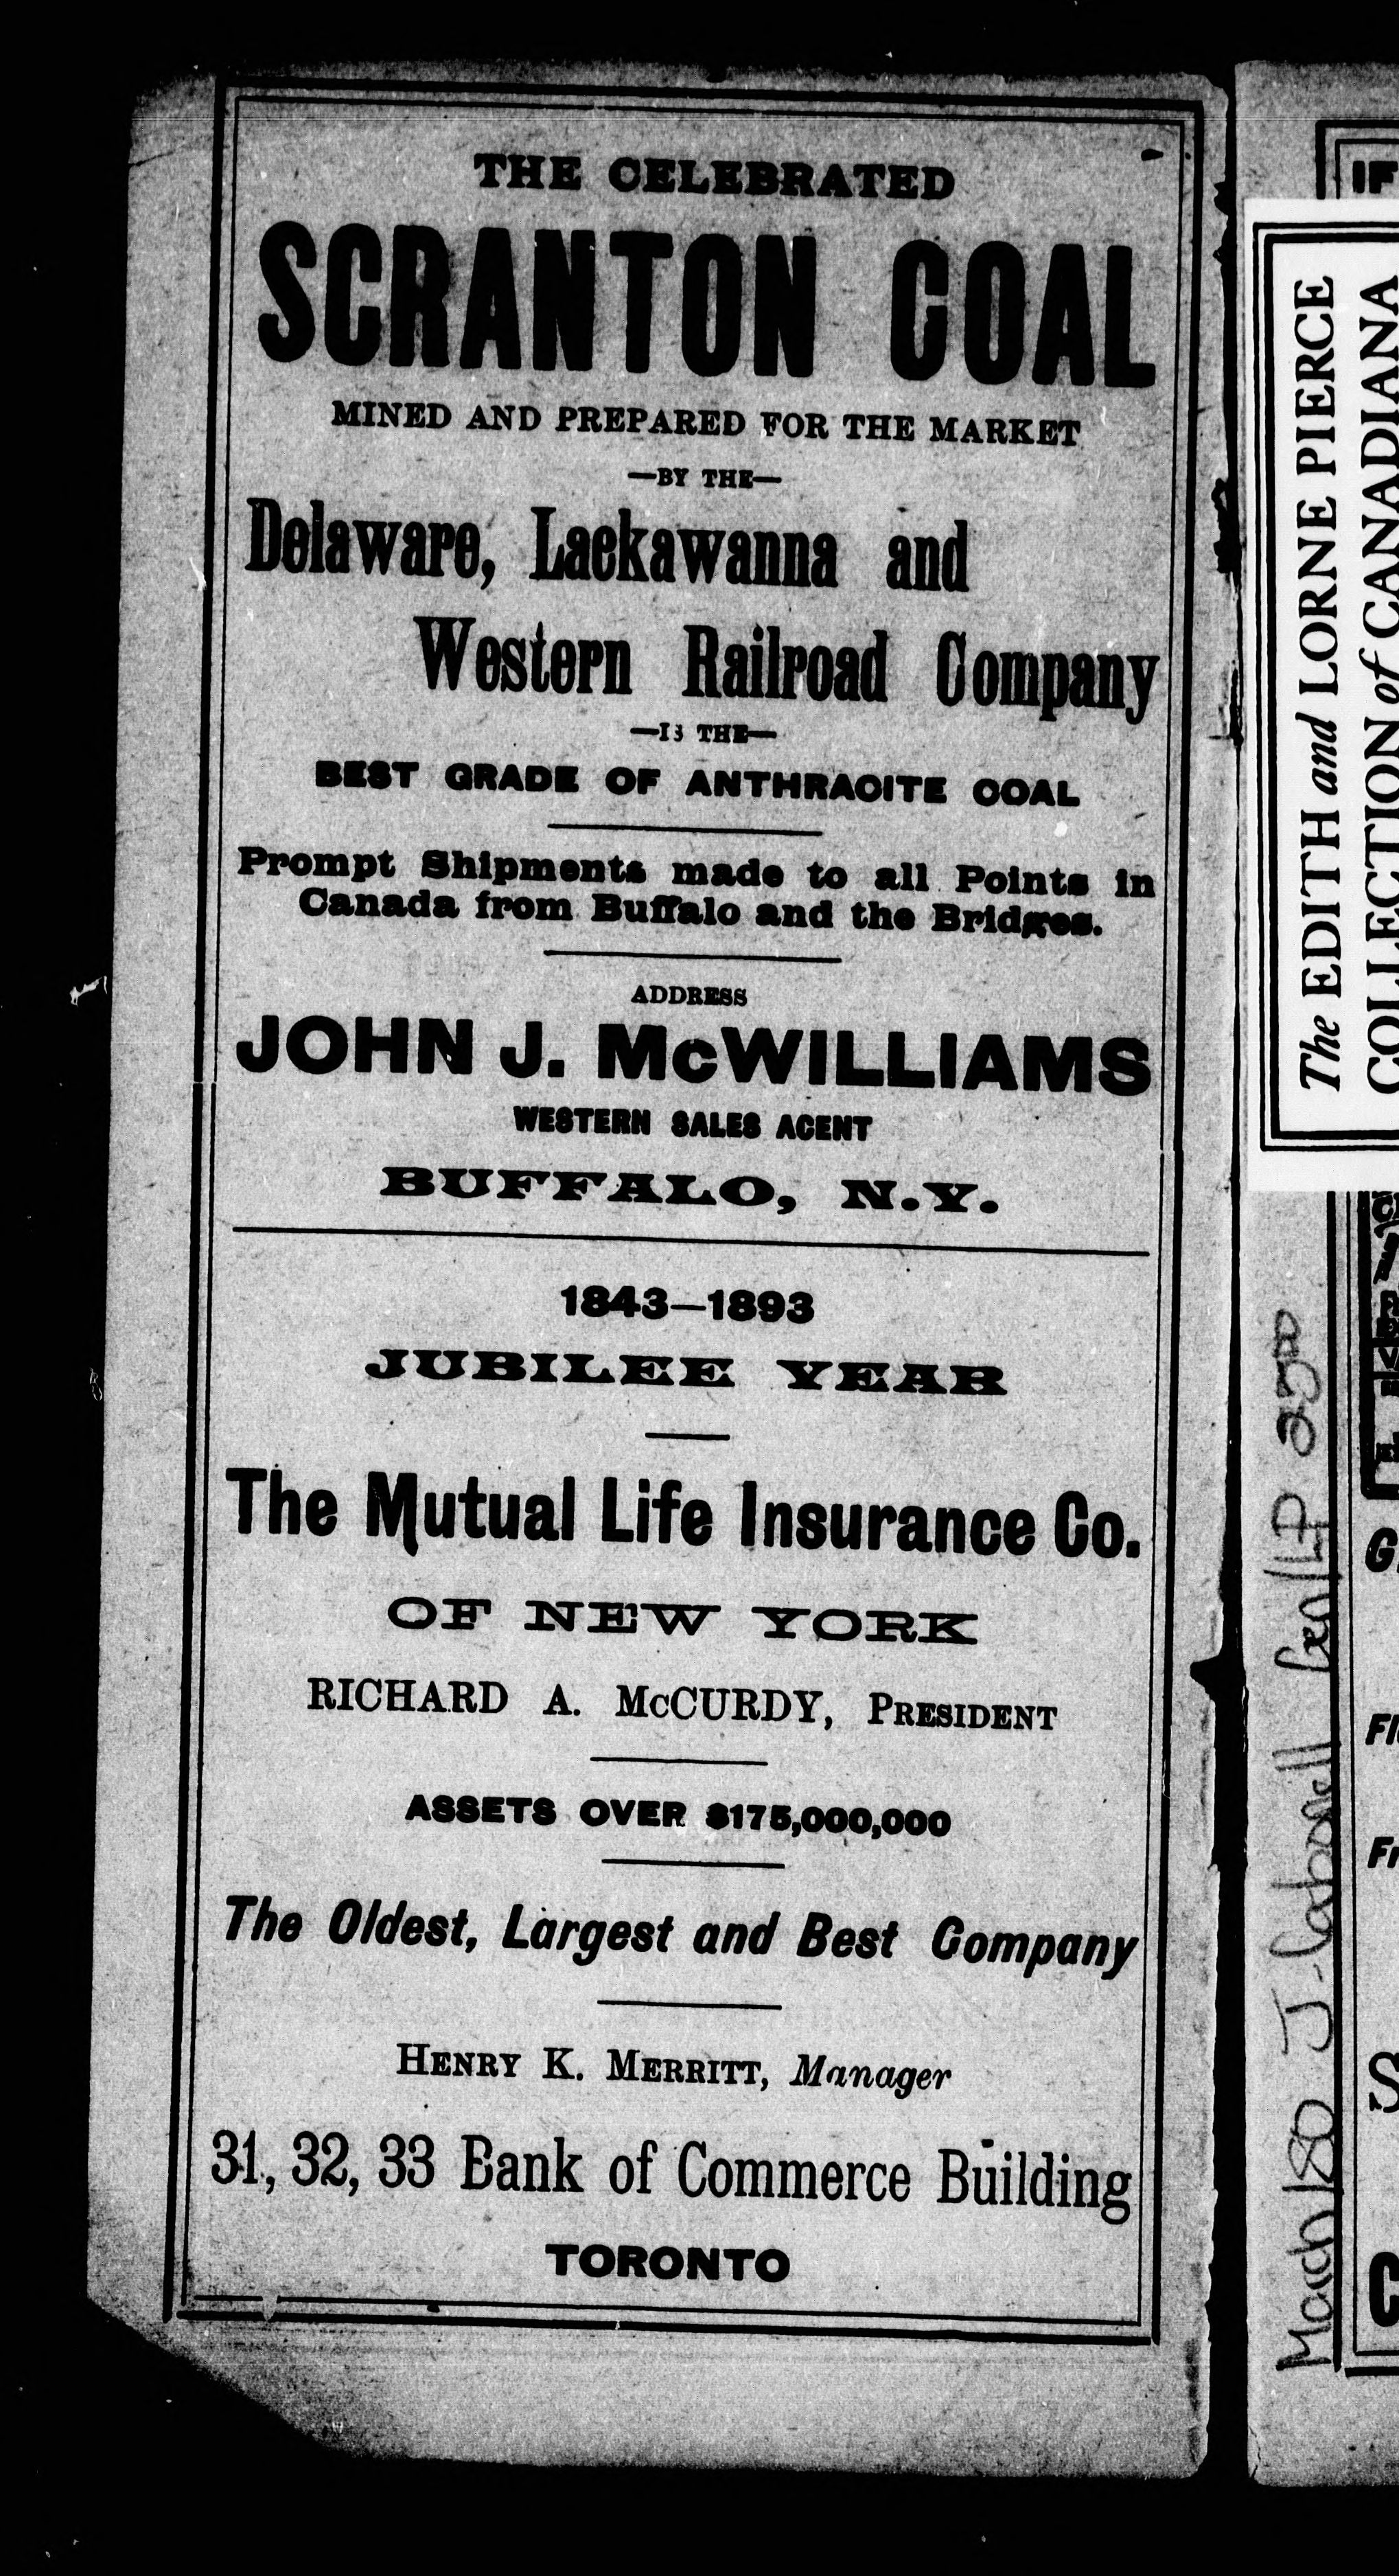 THE CELEBRATED
SCRANTON COAL
MINED AND PREPARED FOR THE MARKET
—BY THE—
Delaware, Lackawanna and
Western Railroad Company
—IS THE—
BEST GRADE OF ANTHRACITE COAL
Prompt Shipments made to all Points in
Canada from Buffalo and the Bridges.
ADDRESS
JOHN J. McWILLIAMS
WESTERN SALES AGENT
BUFFALO, N.Y.
1843–1893
JUBILEE YEAR
The Mutual Life Insurance Co.
OF NEW YORK
RICHARD A. McCURDY, PRESIDENT
ASSETS OVER $175,000,000
The Oldest, Largest and Best Company
HENRY K. MERRITT, Manager
31, 32, 33 Bank of Commerce Building
TORONTO
IF
The EDITH and LORNE PIERCE
COLLECTION of CANADIANA
March/80 J.